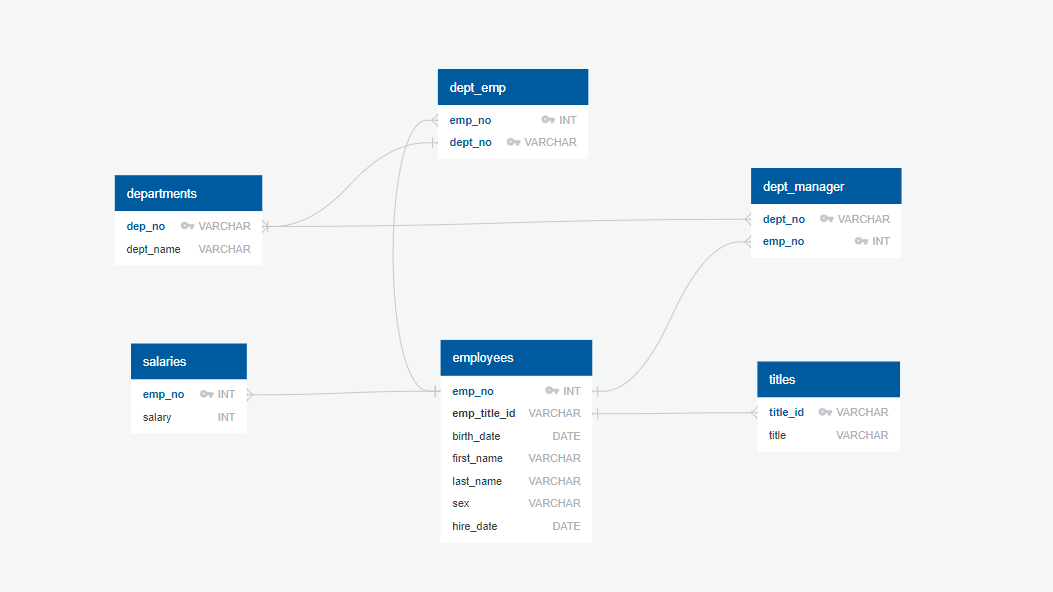 dept_emp
emp_no INT
dept_no VARCHAR
departments
dep_no VARCHAR
dept_name VARCHAR
dept_manager
dept_no VARCHAR
emp_no INT
salaries
emp_no INT
salary INT
employees
emp_no INT
emp_title_id VARCHAR
birth_date DATE
first_name VARCHAR
last_name VARCHAR
sex VARCHAR
hire_date DATE
titles
title_id VARCHAR
title VARCHAR